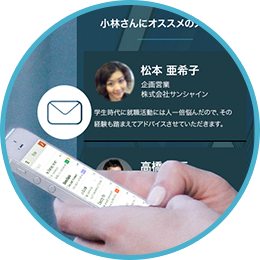 小林さんにオススメの
松本 亜希子
企画営業
株式会社サンシャイン
学生時代に就職活動には人一倍悩んだので、その
経験も踏まえてアドバイスさせていただきます。
高橋